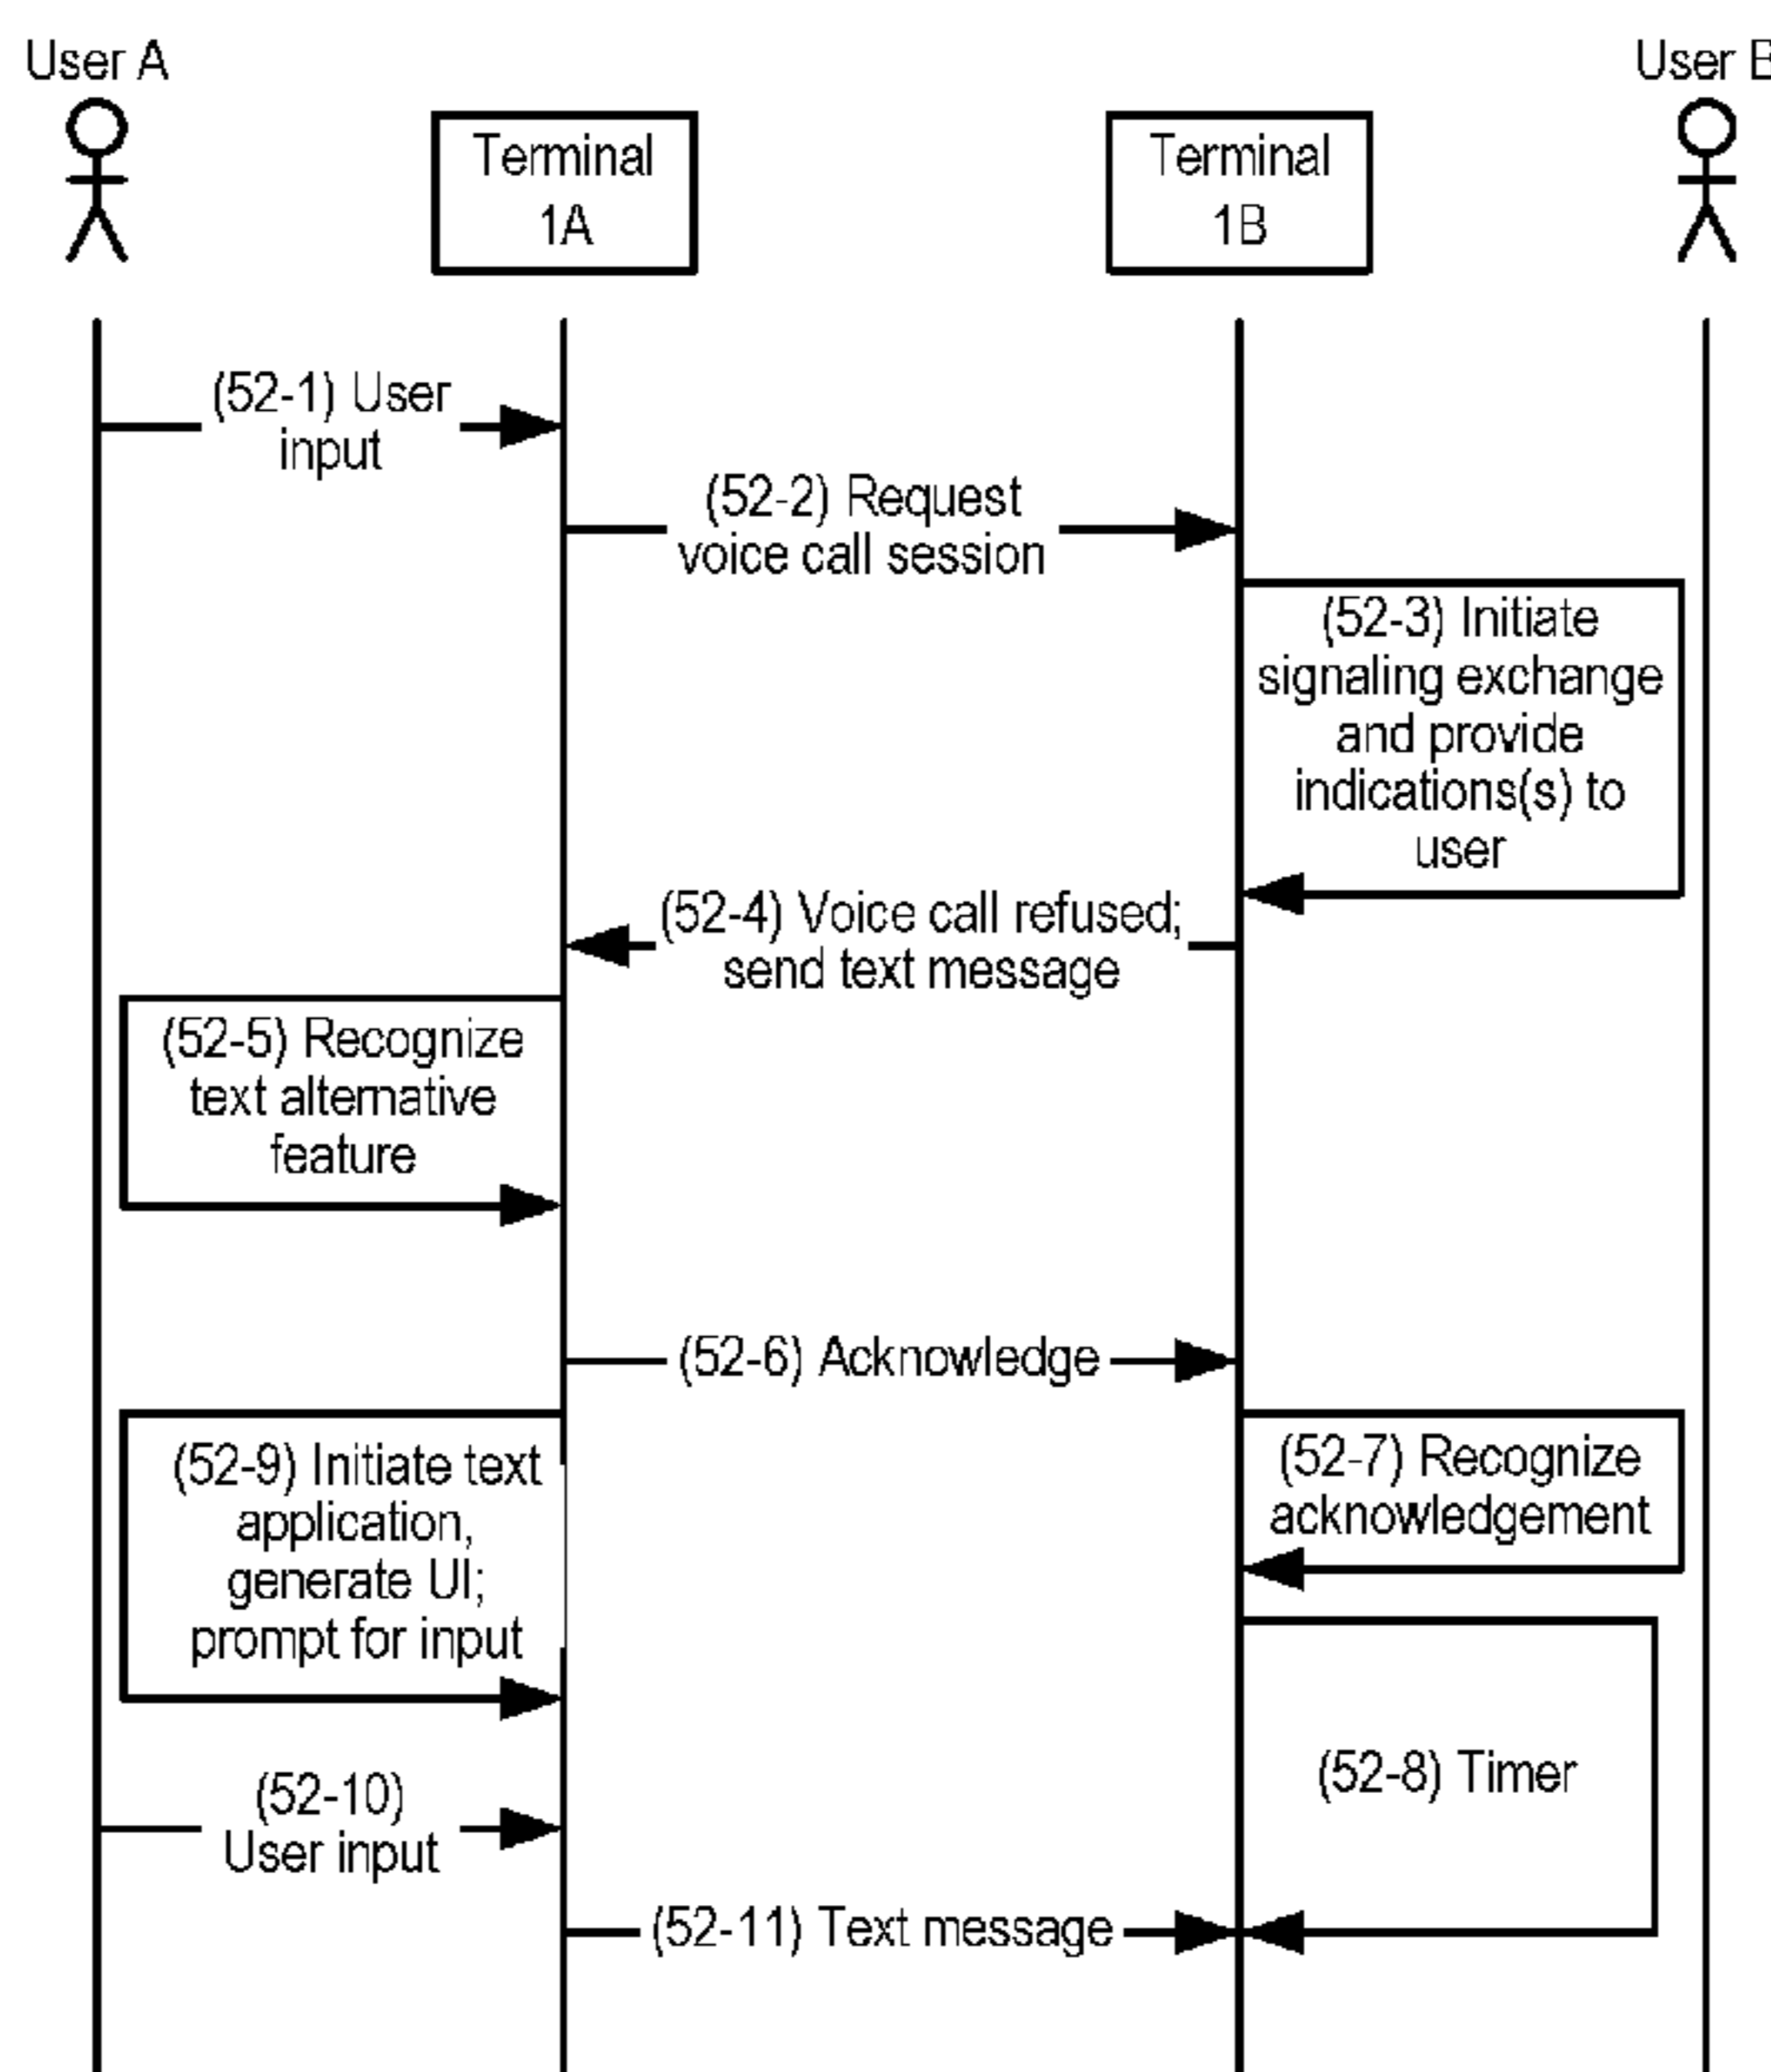 User A
User B
Terminal
1A
Terminal
1B
(52-1) User
input
(52-2) Request
voice call session
(52-3) Initiate
signaling exchange
and provide
indications(s) to
user
(52-4) Voice call refused;
send text message
(52-5) Recognize
text alternative
feature
(52-6) Acknowledge
(52-9) Initiate text
application,
generate UI;
prompt for input
(52-7) Recognize
acknowledgement
(52-8) Timer
(52-10)
User input
(52-11) Text message